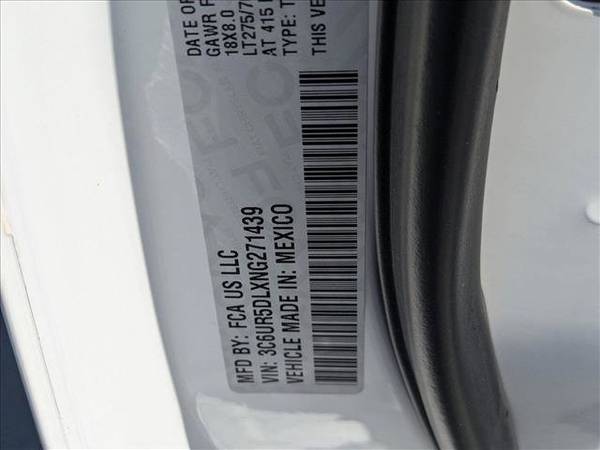 DATE OF
GAWR F
18X8.0
LT275/7
AT 415
TYPE: T
THIS VE
MFD BY: FCA US LLC
VIN: 3C6UR5DLXNG271439
VEHICLE MADE IN: MEXICO